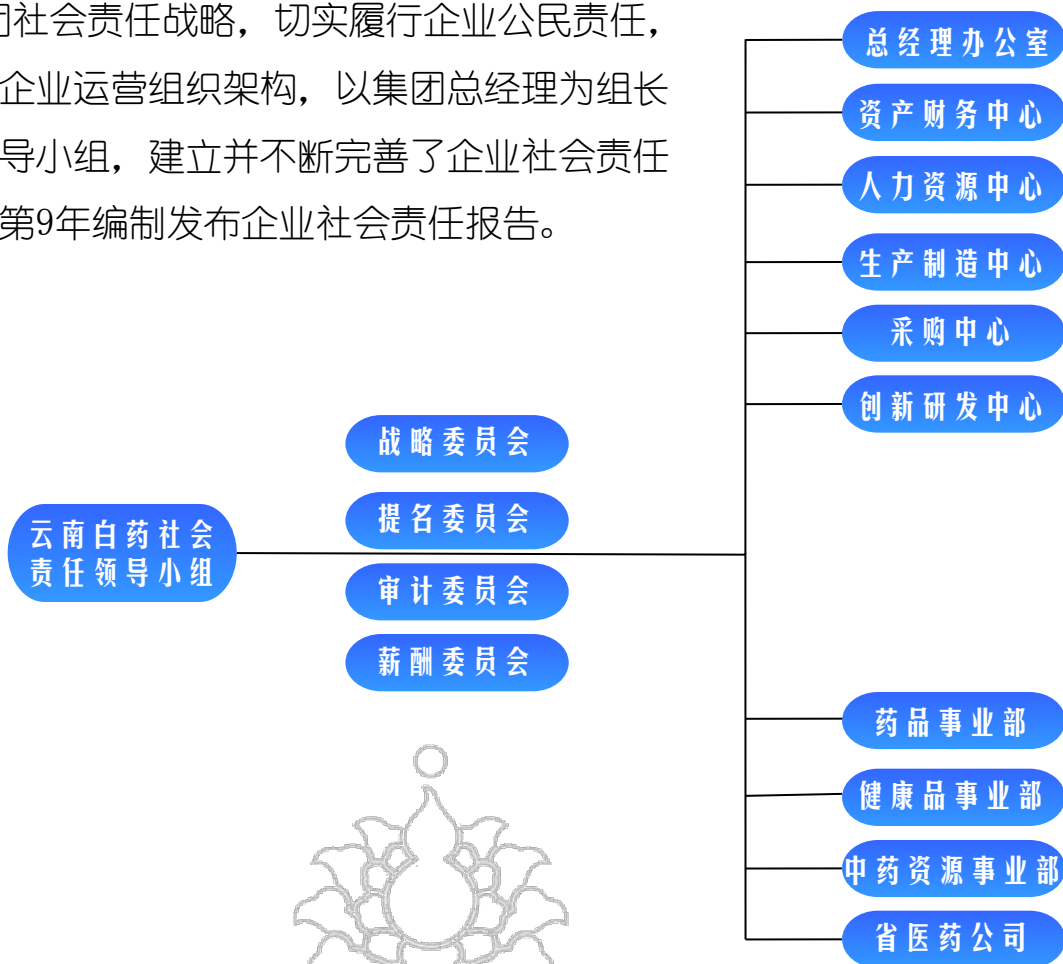 社会责任战略，切实履行企业公民责任，
企业运营组织架构，以集团总经理为组长
导小组，建立并不断完善了企业社会责任
第9年编制发布企业社会责任报告。
总经理办公室
资产财务中心
人力资源中心
生产制造中心
采购中心
创新研发中心
战略委员会
提名委员会
云南白药社会
责任领导小组
审计委员会
薪酬委员会
药品事业部
健康品事业部
中药资源事业部
省医药公司